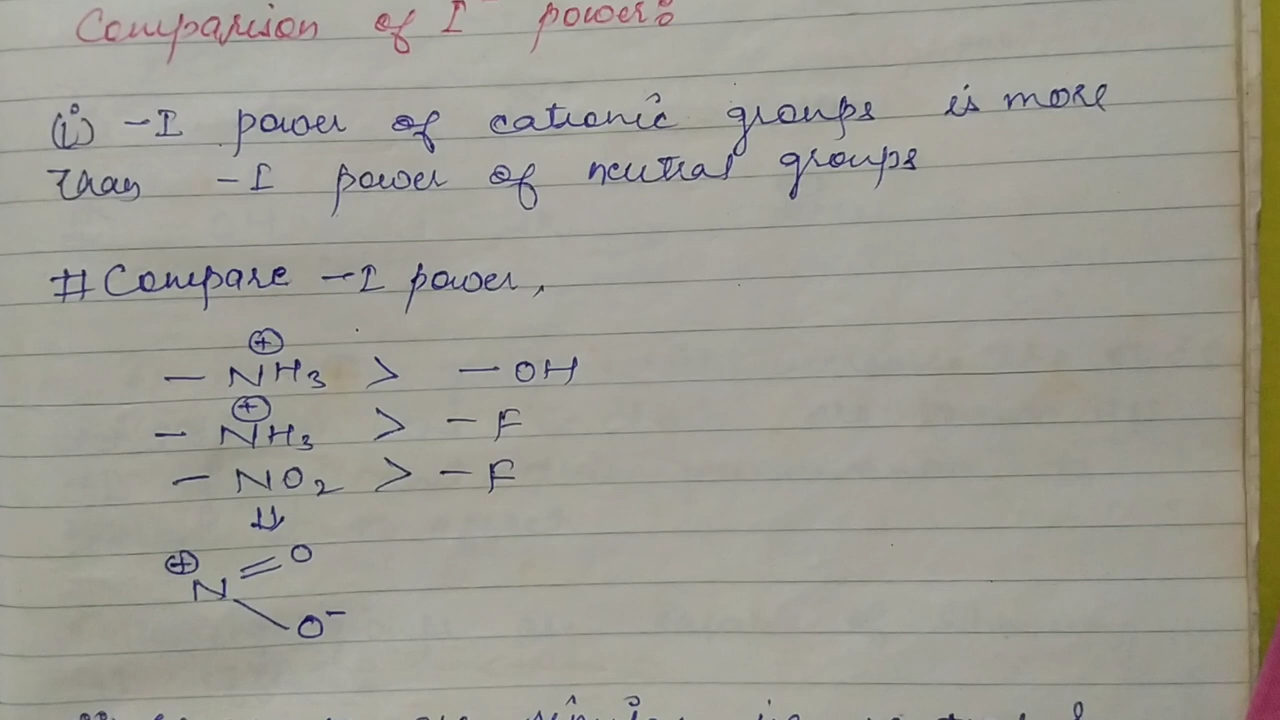 Comparision of I⁻ power:
(i) -I power of cationic groups is more
than -I power of neutral groups
# Compare -I power,
- N⊕H3 > - OH
- N⊕H3 > - F
- NO2 > - F
⇓
⊕N = O
O⁻